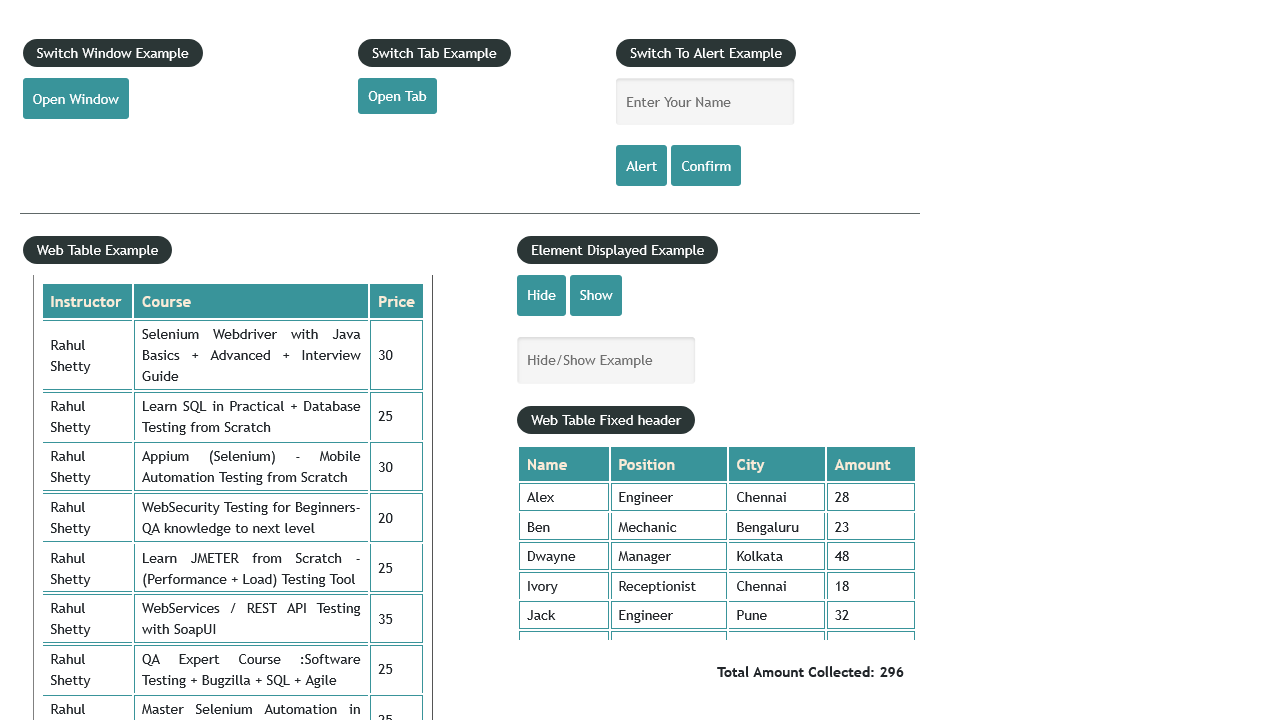 Switch Window Example
Switch Tab Example
Switch To Alert Example
Open Window
Open Tab
Enter Your Name
Alert
Confirm
Web Table Example
Instructor Course Price
Rahul Shetty
Selenium Webdriver with Java
Basics + Advanced + Interview
Guide
30
Rahul Shetty
Learn SQL in Practical + Database
Testing from Scratch
25
Rahul Shetty
Appium (Selenium) - Mobile
Automation Testing from Scratch
30
Rahul Shetty
WebSecurity Testing for Beginners-
QA knowledge to next level
20
Rahul Shetty
Learn JMETER from Scratch -
(Performance + Load) Testing Tool
25
Rahul Shetty
WebServices / REST API Testing
with SoapUI
35
Rahul Shetty
QA Expert Course :Software
Testing + Bugzilla + SQL + Agile
25
Rahul
Master Selenium Automation in
25
Element Displayed Example
Hide
Show
Hide/Show Example
Web Table Fixed header
Name Position City Amount
Alex Engineer Chennai 28
Ben Mechanic Bengaluru 23
Dwayne Manager Kolkata 48
Ivory Receptionist Chennai 18
Jack Engineer Pune 32
Total Amount Collected: 296